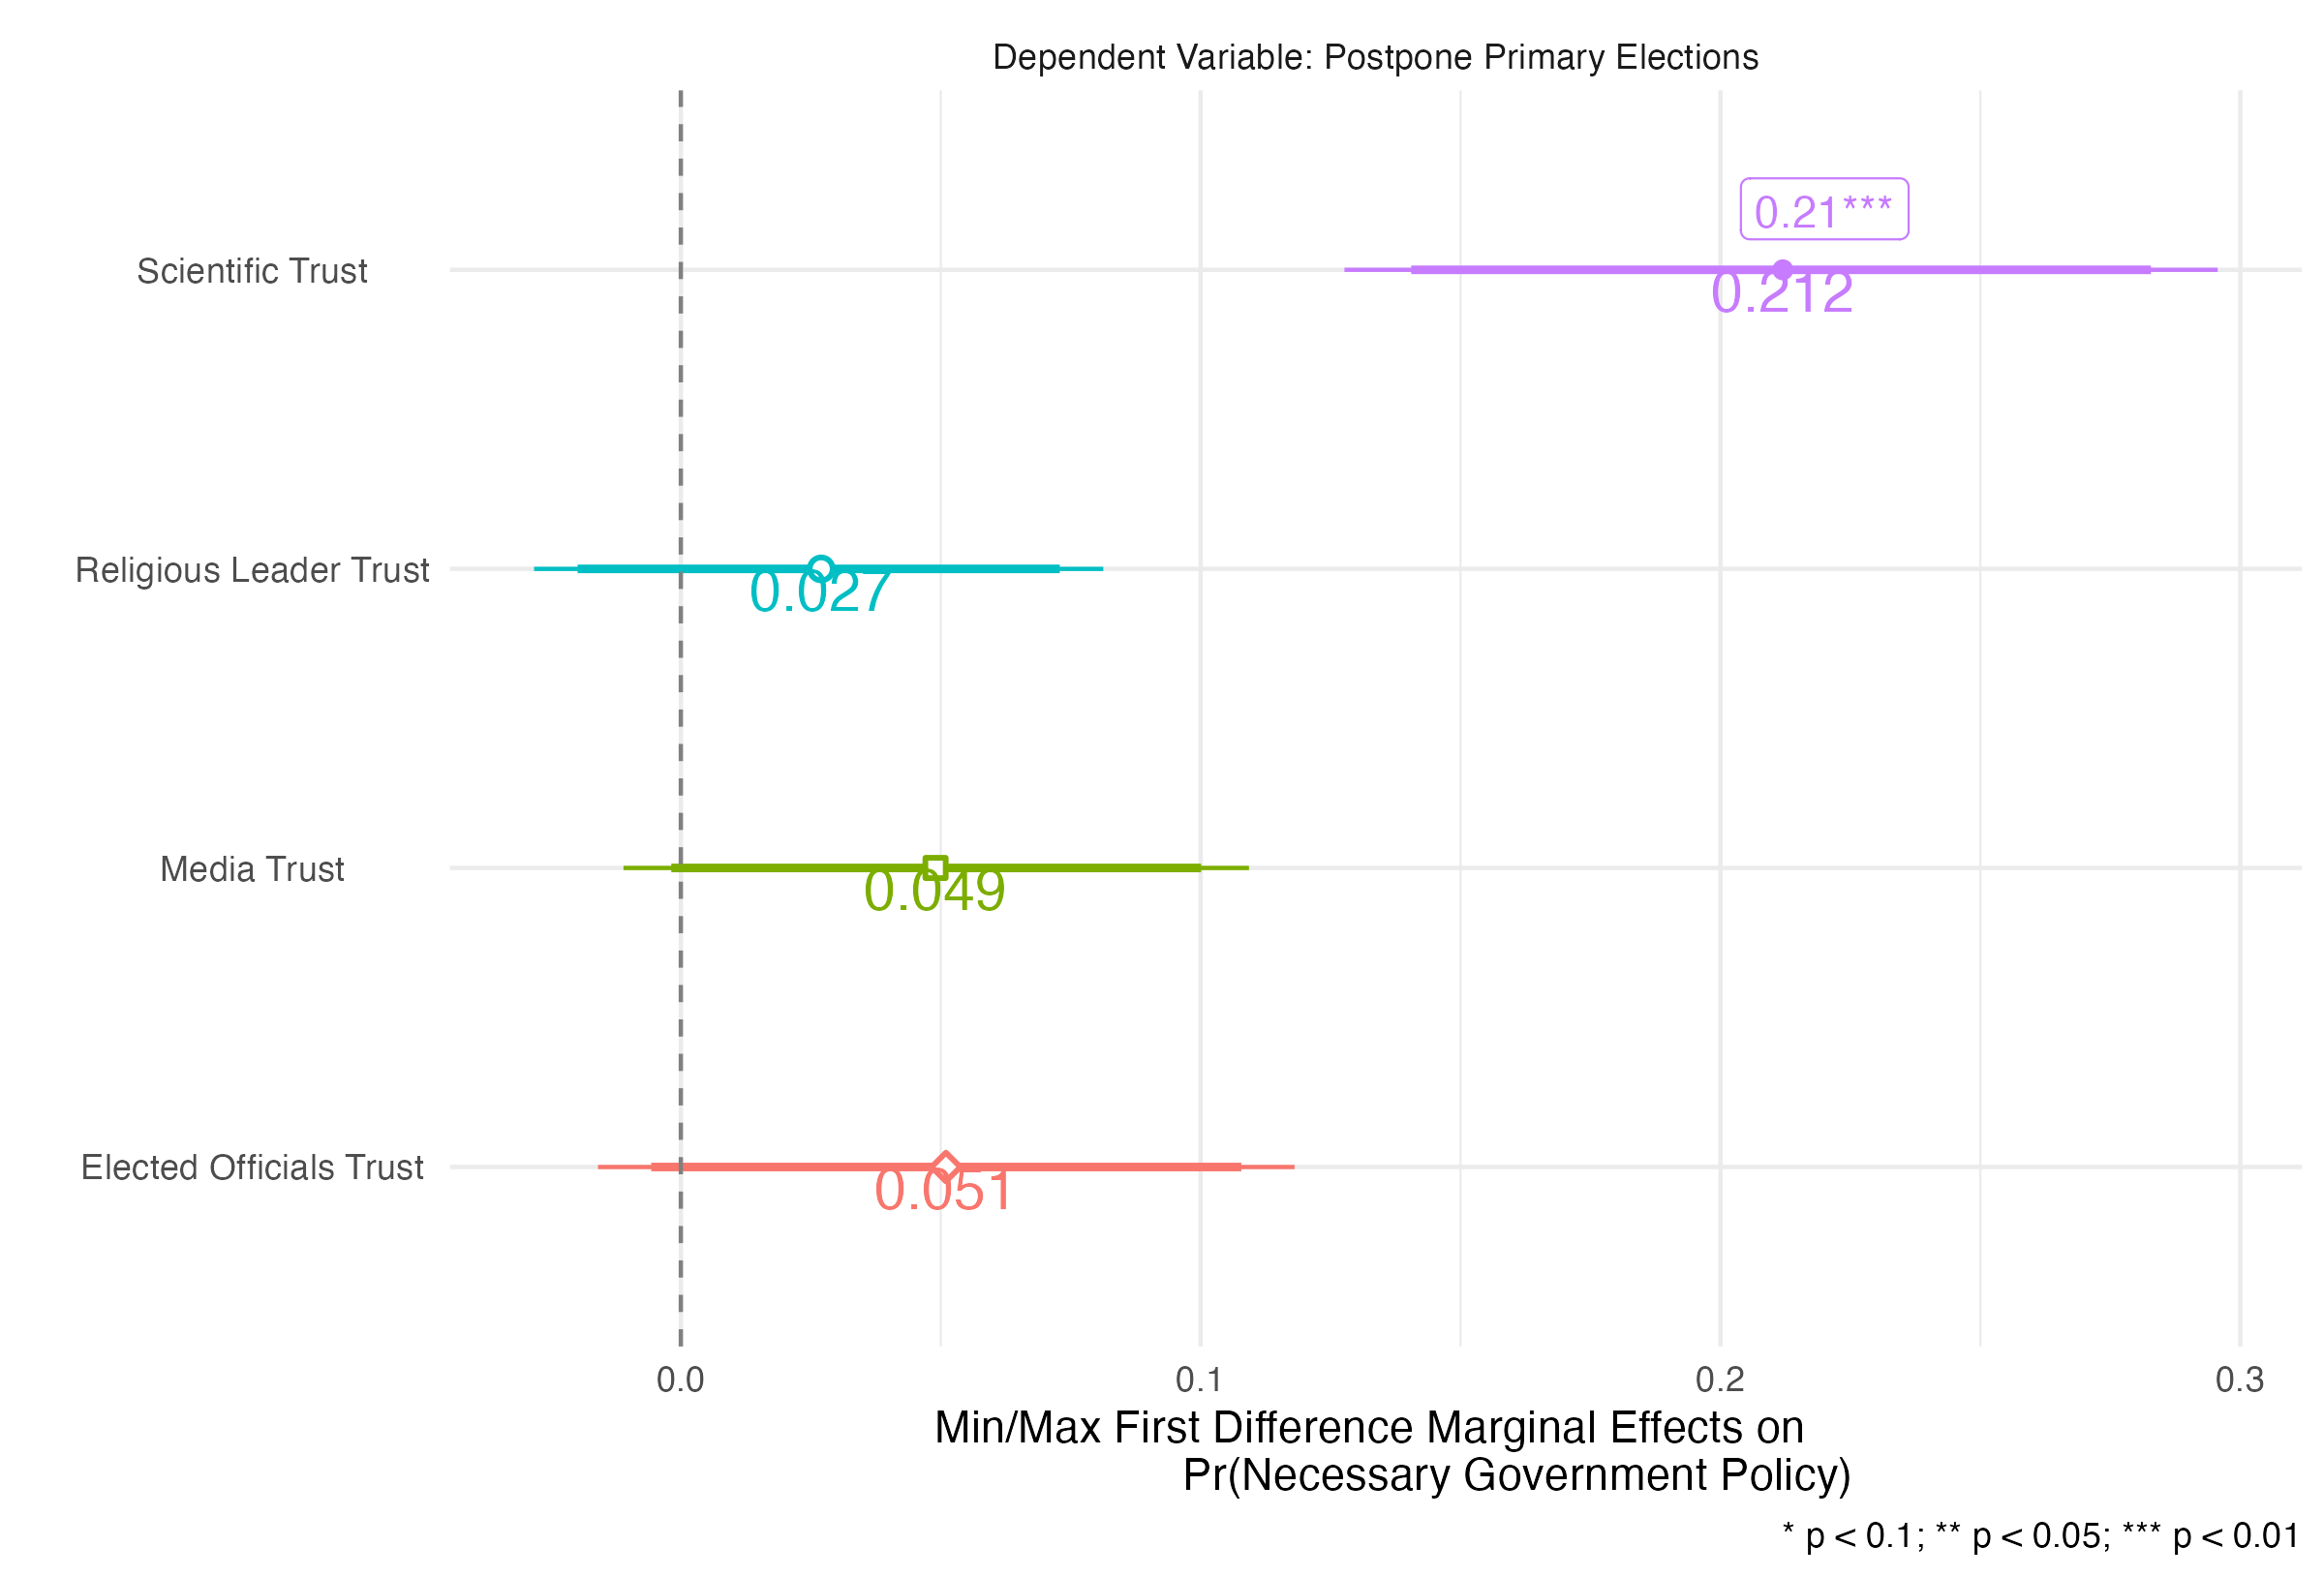 Dependent Variable: Postpone Primary Elections
Scientific Trust
0.21***
0.212
Religious Leader Trust
0.027
Media Trust
0.049
Elected Officials Trust
0.051
0.0
0.1
0.2
0.3
Min/Max First Difference Marginal Effects on
Pr(Necessary Government Policy)
* p < 0.1; ** p < 0.05; *** p < 0.01